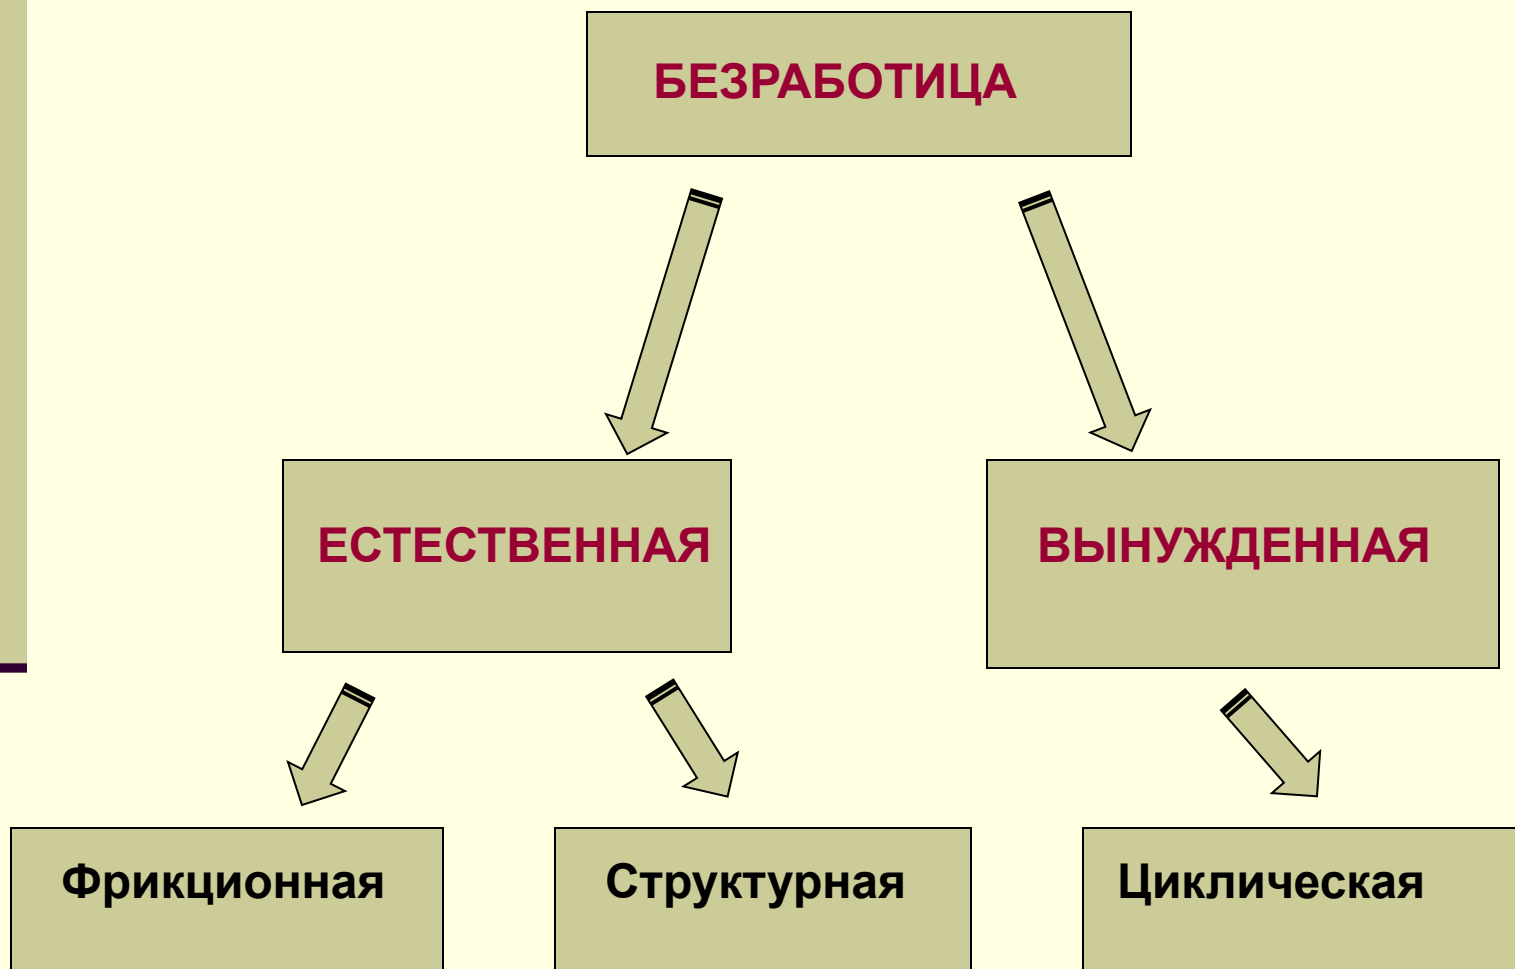 БЕЗРАБОТИЦА
ЕСТЕСТВЕННАЯ
ВЫНУЖДЕННАЯ
Фрикционная
Структурная
Циклическая